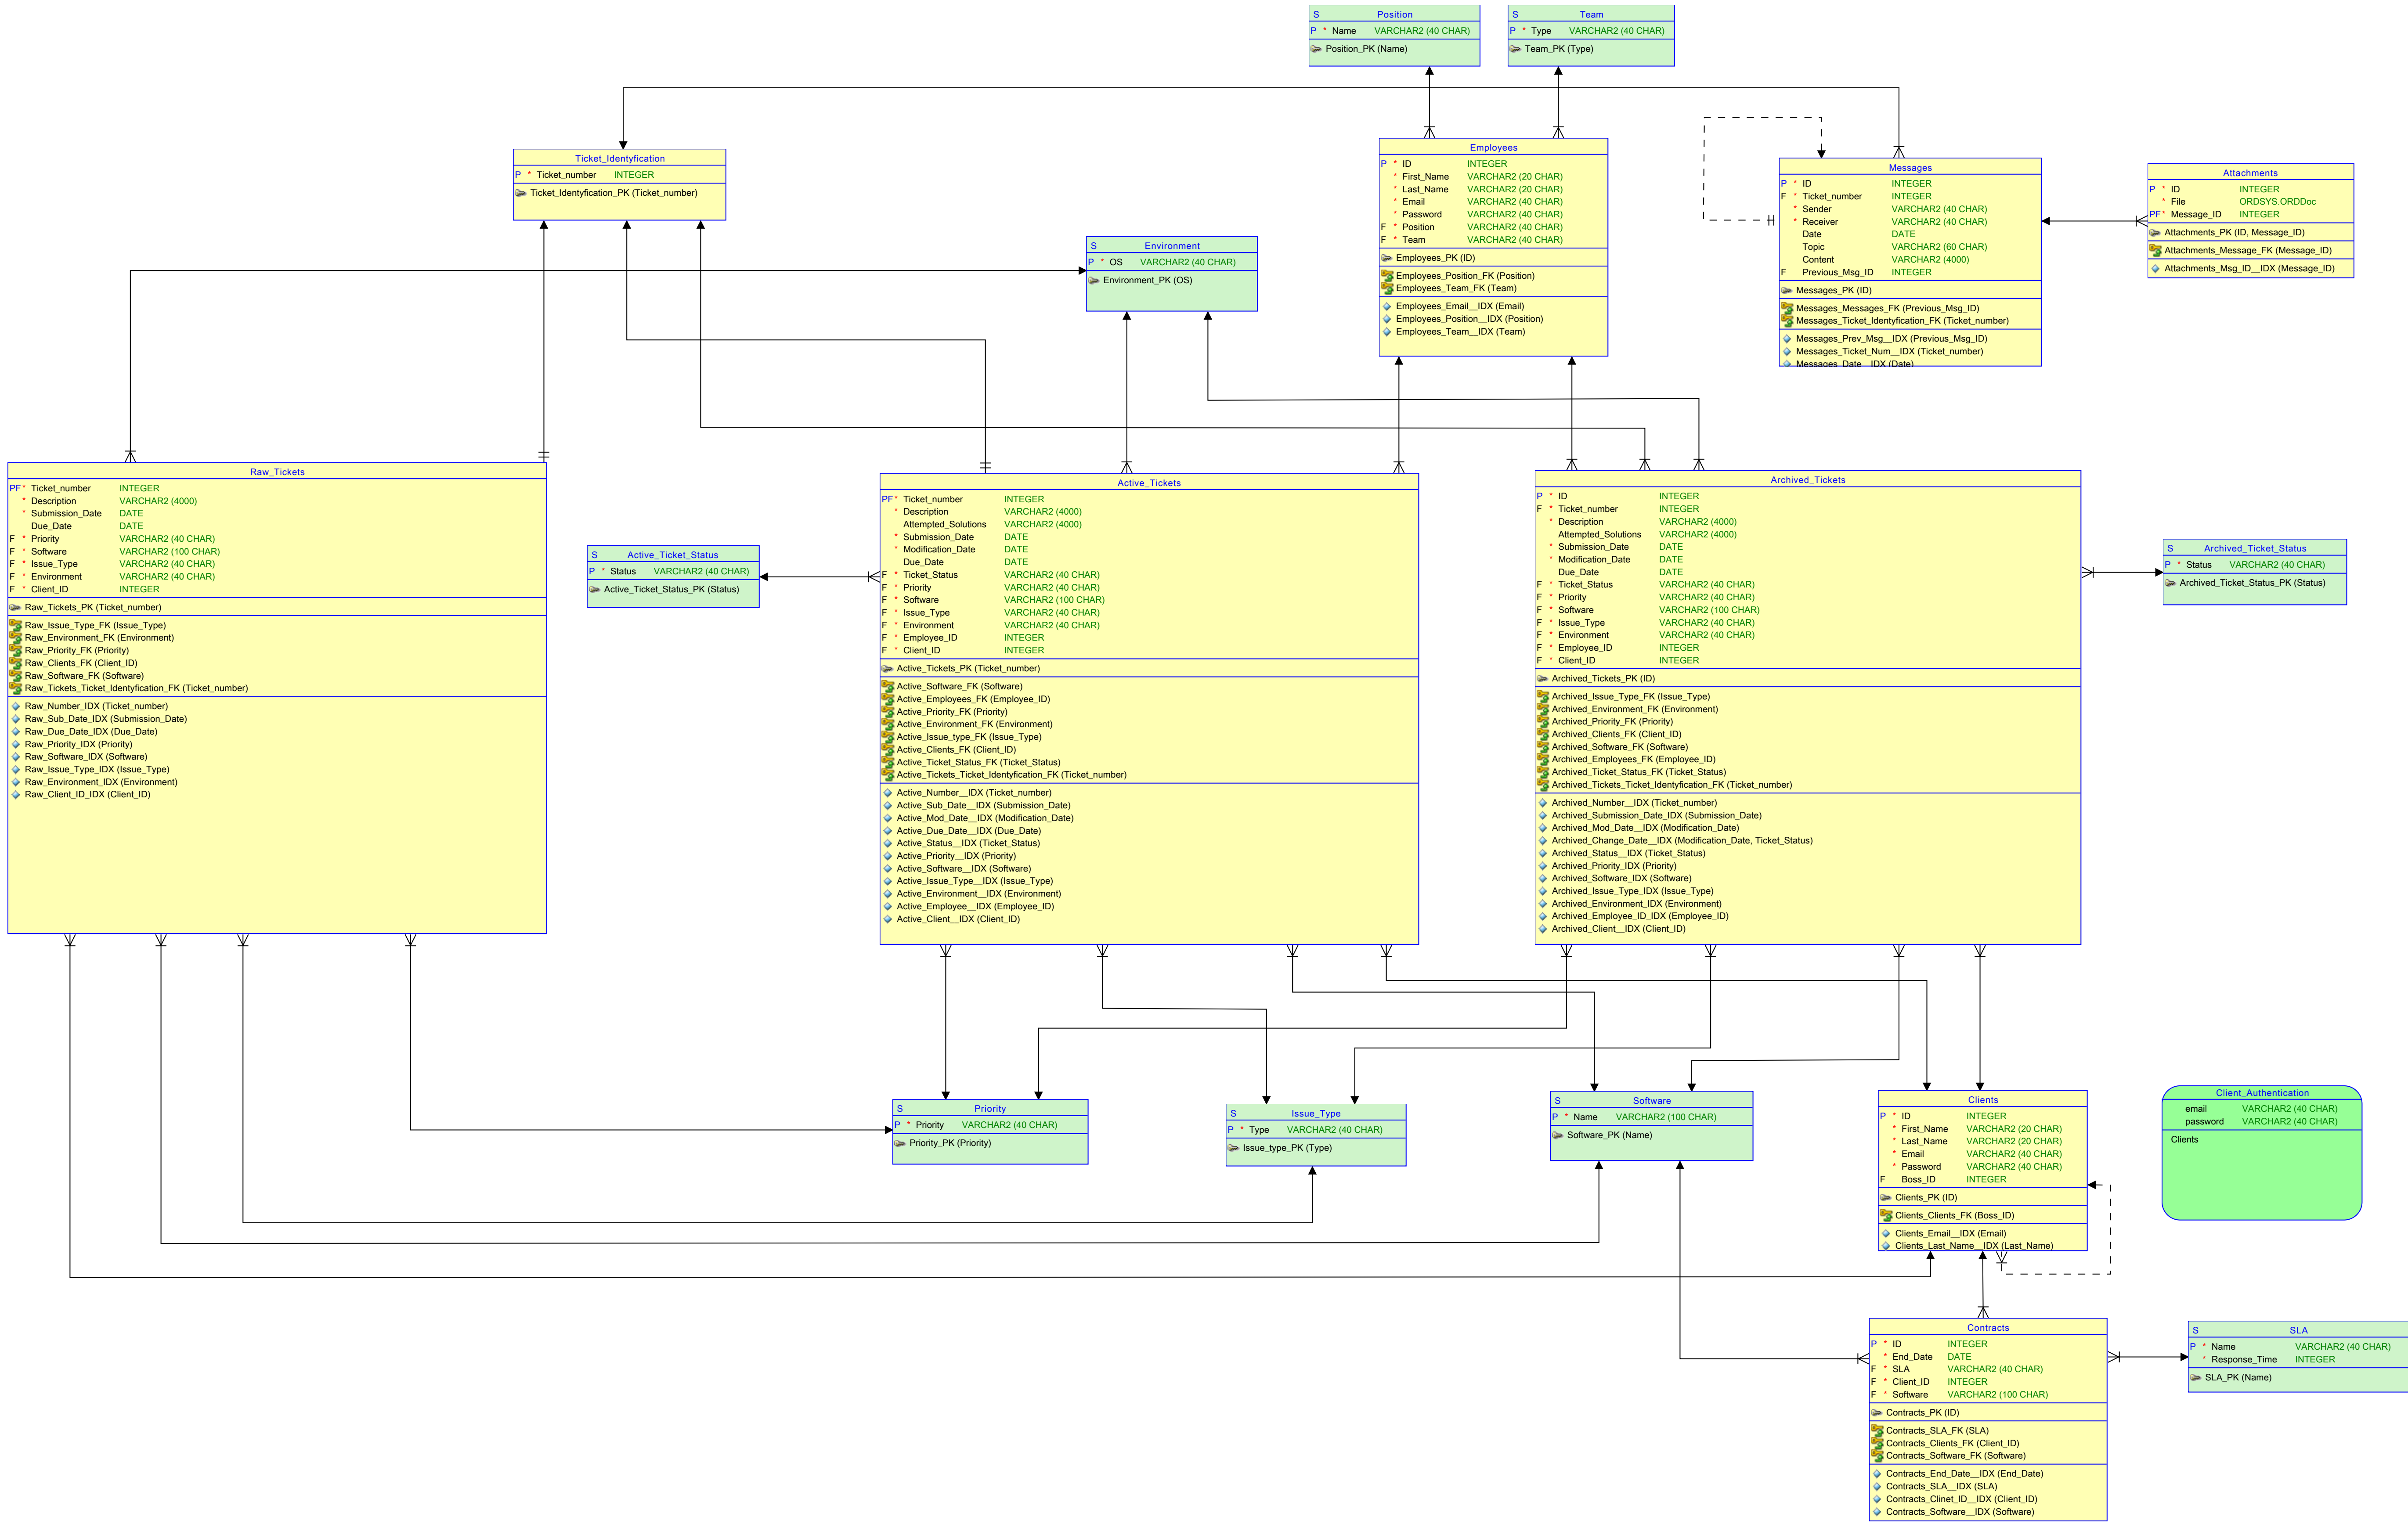 S Position
P * Name VARCHAR2 (40 CHAR)
Position_PK (Name)
S Team
P * Type VARCHAR2 (40 CHAR)
Team_PK (Type)
Ticket_Identyfication
P * Ticket_number INTEGER
Ticket_Identyfication_PK (Ticket_number)
Employees
P * ID INTEGER
* First_Name VARCHAR2 (20 CHAR)
* Last_Name VARCHAR2 (20 CHAR)
* Email VARCHAR2 (40 CHAR)
* Password VARCHAR2 (40 CHAR)
F * Position VARCHAR2 (40 CHAR)
F * Team VARCHAR2 (40 CHAR)
Employees_PK (ID)
Employees_Position_FK (Position)
Employees_Team_FK (Team)
Employees_Email__IDX (Email)
Employees_Position__IDX (Position)
Employees_Team__IDX (Team)
Messages
P * ID INTEGER
F * Ticket_number INTEGER
* Sender VARCHAR2 (40 CHAR)
* Receiver VARCHAR2 (40 CHAR)
Date DATE
Topic VARCHAR2 (60 CHAR)
Content VARCHAR2 (4000)
F Previous_Msg_ID INTEGER
Messages_PK (ID)
Messages_Messages_FK (Previous_Msg_ID)
Messages_Ticket_Identyfication_FK (Ticket_number)
Messages_Prev_Msg__IDX (Previous_Msg_ID)
Messages_Ticket_Num__IDX (Ticket_number)
Messages_Date__IDX (Date)
Attachments
P * ID INTEGER
* File ORDSYS.ORDDoc
PF* Message_ID INTEGER
Attachments_PK (ID, Message_ID)
Attachments_Message_FK (Message_ID)
Attachments_Msg_ID__IDX (Message_ID)
S Environment
P * OS VARCHAR2 (40 CHAR)
Environment_PK (OS)
Raw_Tickets
PF* Ticket_number INTEGER
* Description VARCHAR2 (4000)
* Submission_Date DATE
Due_Date DATE
F * Priority VARCHAR2 (40 CHAR)
F * Software VARCHAR2 (100 CHAR)
F * Issue_Type VARCHAR2 (40 CHAR)
F * Environment VARCHAR2 (40 CHAR)
F * Client_ID INTEGER
Raw_Tickets_PK (Ticket_number)
Raw_Issue_Type_FK (Issue_Type)
Raw_Environment_FK (Environment)
Raw_Priority_FK (Priority)
Raw_Clients_FK (Client_ID)
Raw_Software_FK (Software)
Raw_Tickets_Ticket_Identyfication_FK (Ticket_number)
Raw_Number_IDX (Ticket_number)
Raw_Sub_Date_IDX (Submission_Date)
Raw_Due_Date_IDX (Due_Date)
Raw_Priority_IDX (Priority)
Raw_Software_IDX (Software)
Raw_Issue_Type_IDX (Issue_Type)
Raw_Environment_IDX (Environment)
Raw_Client_ID_IDX (Client_ID)
S Active_Ticket_Status
P * Status VARCHAR2 (40 CHAR)
Active_Ticket_Status_PK (Status)
Active_Tickets
PF* Ticket_number INTEGER
* Description VARCHAR2 (4000)
Attempted_Solutions VARCHAR2 (4000)
* Submission_Date DATE
* Modification_Date DATE
Due_Date DATE
F * Ticket_Status VARCHAR2 (40 CHAR)
F * Priority VARCHAR2 (40 CHAR)
F * Software VARCHAR2 (100 CHAR)
F * Issue_Type VARCHAR2 (40 CHAR)
F * Environment VARCHAR2 (40 CHAR)
F * Employee_ID INTEGER
F * Client_ID INTEGER
Active_Tickets_PK (Ticket_number)
Active_Software_FK (Software)
Active_Employees_FK (Employee_ID)
Active_Priority_FK (Priority)
Active_Environment_FK (Environment)
Active_Issue_type_FK (Issue_Type)
Active_Clients_FK (Client_ID)
Active_Ticket_Status_FK (Ticket_Status)
Active_Tickets_Ticket_Identyfication_FK (Ticket_number)
Active_Number__IDX (Ticket_number)
Active_Sub_Date__IDX (Submission_Date)
Active_Mod_Date__IDX (Modification_Date)
Active_Due_Date__IDX (Due_Date)
Active_Status__IDX (Ticket_Status)
Active_Priority__IDX (Priority)
Active_Software__IDX (Software)
Active_Issue_Type__IDX (Issue_Type)
Active_Environment__IDX (Environment)
Active_Employee__IDX (Employee_ID)
Active_Client__IDX (Client_ID)
Archived_Tickets
P * ID INTEGER
F * Ticket_number INTEGER
* Description VARCHAR2 (4000)
Attempted_Solutions VARCHAR2 (4000)
* Submission_Date DATE
* Modification_Date DATE
Due_Date DATE
F * Ticket_Status VARCHAR2 (40 CHAR)
F * Priority VARCHAR2 (40 CHAR)
F * Software VARCHAR2 (100 CHAR)
F * Issue_Type VARCHAR2 (40 CHAR)
F * Environment VARCHAR2 (40 CHAR)
F * Employee_ID INTEGER
F * Client_ID INTEGER
Archived_Tickets_PK (ID)
Archived_Issue_Type_FK (Issue_Type)
Archived_Environment_FK (Environment)
Archived_Priority_FK (Priority)
Archived_Clients_FK (Client_ID)
Archived_Software_FK (Software)
Archived_Employees_FK (Employee_ID)
Archived_Ticket_Status_FK (Ticket_Status)
Archived_Tickets_Ticket_Identyfication_FK (Ticket_number)
Archived_Number__IDX (Ticket_number)
Archived_Submission_Date_IDX (Submission_Date)
Archived_Mod_Date__IDX (Modification_Date)
Archived_Change_Date__IDX (Modification_Date, Ticket_Status)
Archived_Status__IDX (Ticket_Status)
Archived_Priority_IDX (Priority)
Archived_Software_IDX (Software)
Archived_Issue_Type_IDX (Issue_Type)
Archived_Environment_IDX (Environment)
Archived_Employee_ID_IDX (Employee_ID)
Archived_Client__IDX (Client_ID)
S Archived_Ticket_Status
P * Status VARCHAR2 (40 CHAR)
Archived_Ticket_Status_PK (Status)
S Priority
P * Priority VARCHAR2 (40 CHAR)
Priority_PK (Priority)
S Issue_Type
P * Type VARCHAR2 (40 CHAR)
Issue_type_PK (Type)
S Software
P * Name VARCHAR2 (100 CHAR)
Software_PK (Name)
Clients
P * ID INTEGER
* First_Name VARCHAR2 (20 CHAR)
* Last_Name VARCHAR2 (20 CHAR)
* Email VARCHAR2 (40 CHAR)
* Password VARCHAR2 (40 CHAR)
F Boss_ID INTEGER
Clients_PK (ID)
Clients_Clients_FK (Boss_ID)
Clients_Email__IDX (Email)
Clients_Last_Name__IDX (Last_Name)
Client_Authentication
email VARCHAR2 (40 CHAR)
password VARCHAR2 (40 CHAR)
Clients
Contracts
P * ID INTEGER
* End_Date DATE
F * SLA VARCHAR2 (40 CHAR)
F * Client_ID INTEGER
F * Software VARCHAR2 (100 CHAR)
Contracts_PK (ID)
Contracts_SLA_FK (SLA)
Contracts_Clients_FK (Client_ID)
Contracts_Software_FK (Software)
Contracts_End_Date__IDX (End_Date)
Contracts_SLA__IDX (SLA)
Contracts_Clinet_ID__IDX (Client_ID)
Contracts_Software__IDX (Software)
S SLA
P * Name VARCHAR2 (40 CHAR)
* Response_Time INTEGER
SLA_PK (Name)